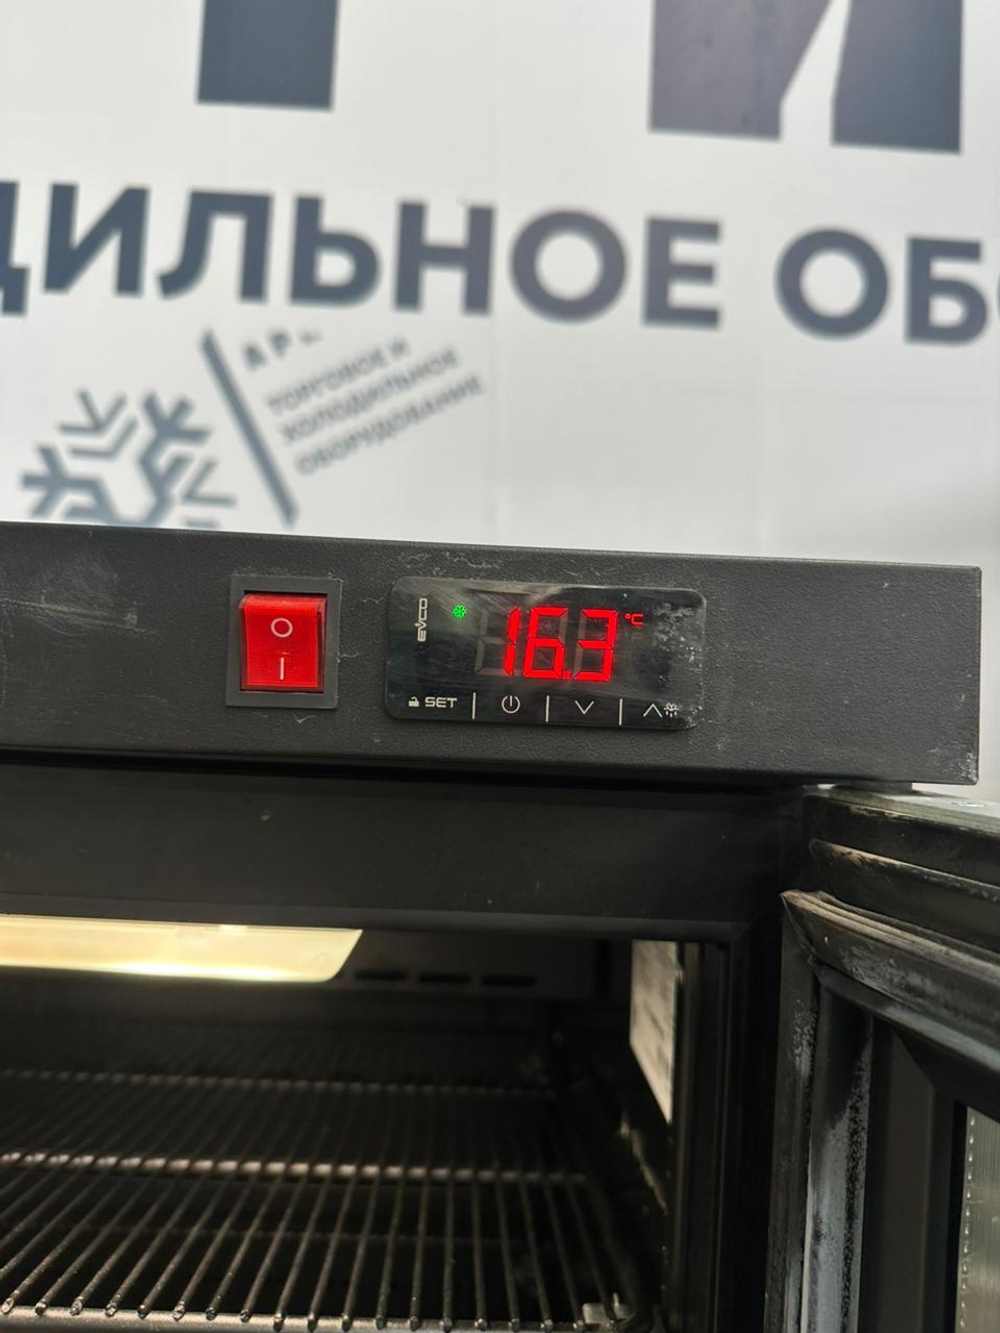 ДИЛЬНОЕ ОБ
ТОРГОВОЕ И
ХОЛОДИЛЬНОЕ
ОБОРУДОВАНИЕ
O
I
EVCO
16.3 °C
SET